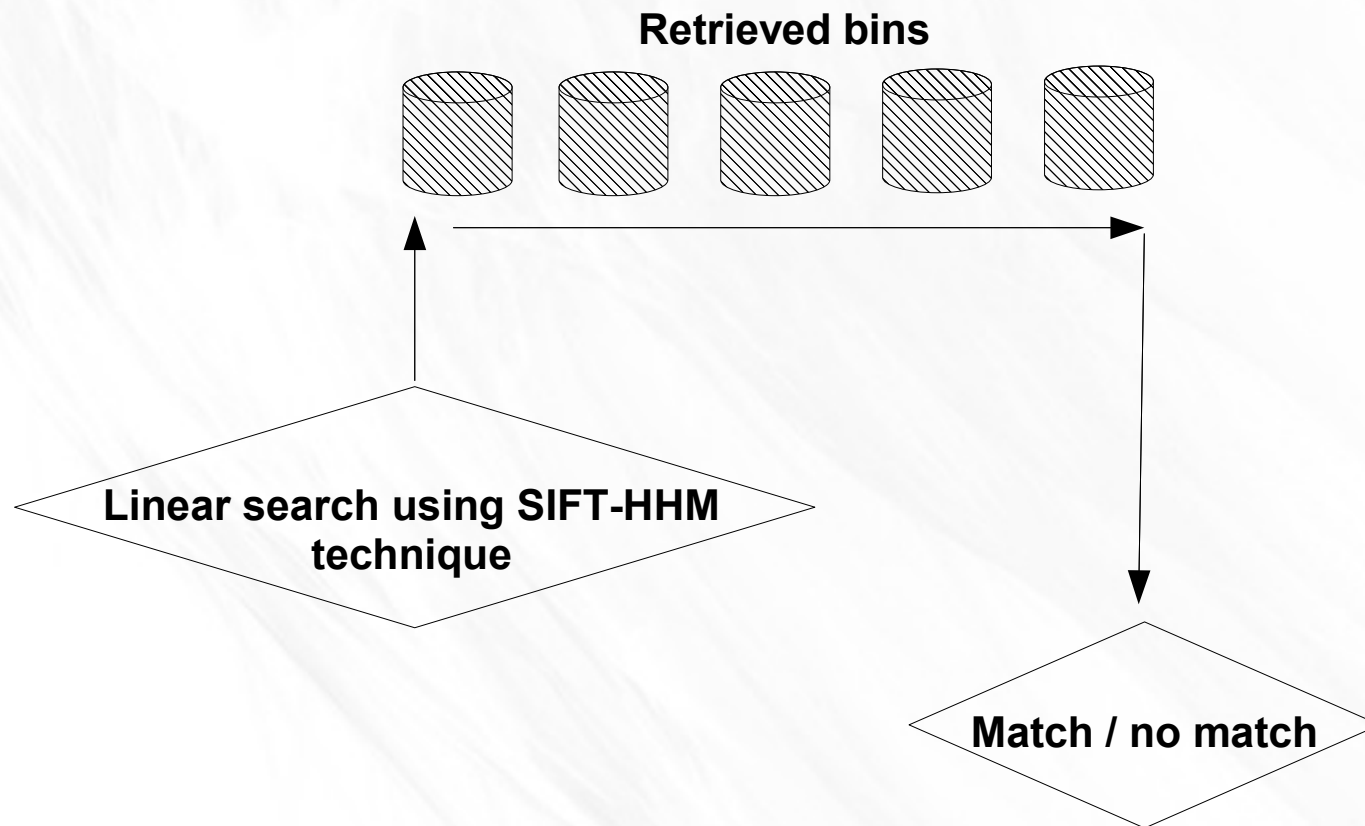 Retrieved bins
Linear search using SIFT-HHM
technique
Match / no match